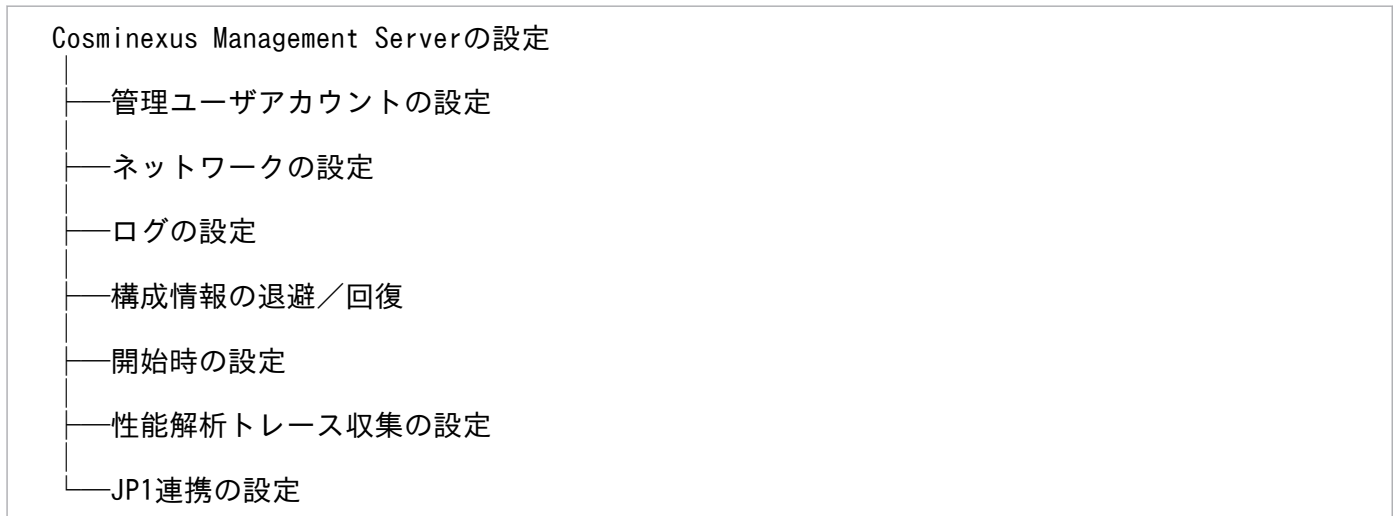 Cosminexus Management Serverの設定
管理ユーザアカウントの設定
ネットワークの設定
ログの設定
構成情報の退避／回復
開始時の設定
性能解析トレース収集の設定
JP1連携の設定